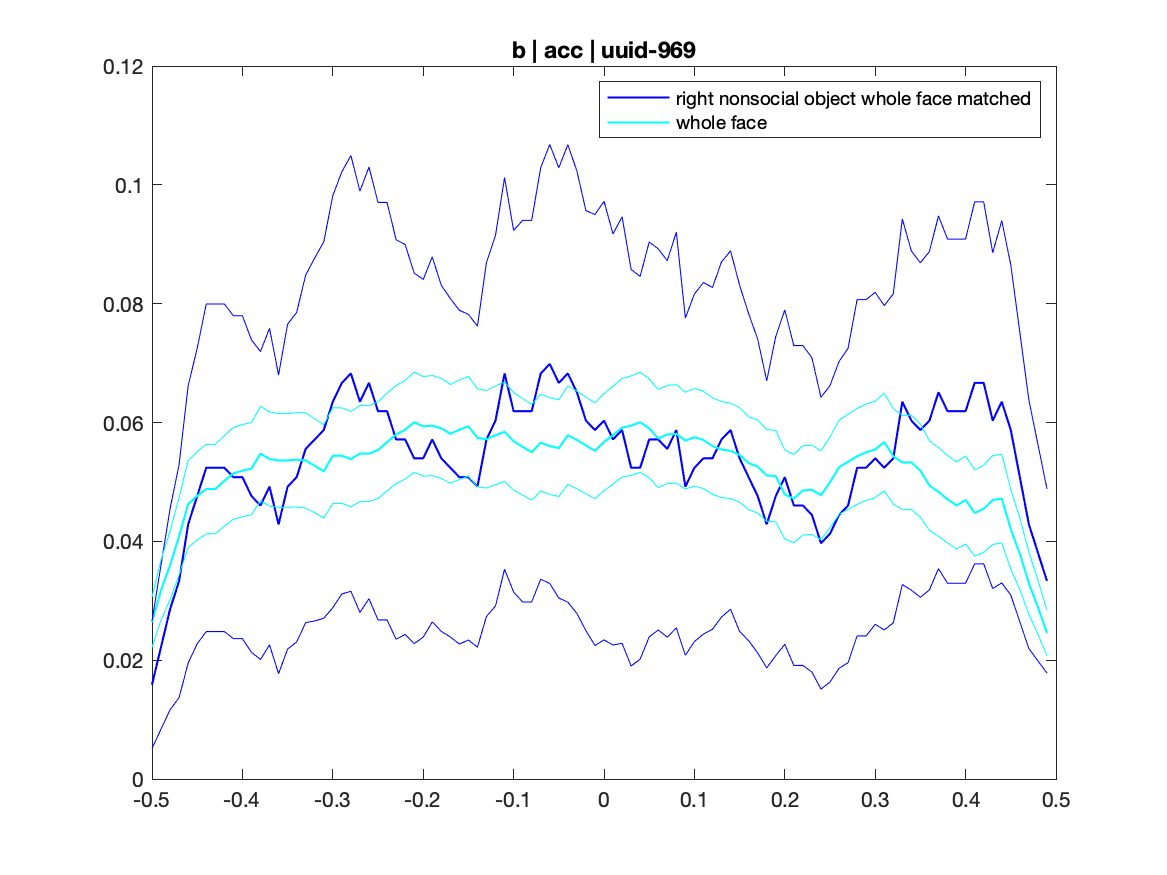 b | acc | uuid-969
right nonsocial object whole face matched
whole face
0.12
0.1
0.08
0.06
0.04
0.02
0
-0.5 -0.4 -0.3 -0.2 -0.1 0 0.1 0.2 0.3 0.4 0.5